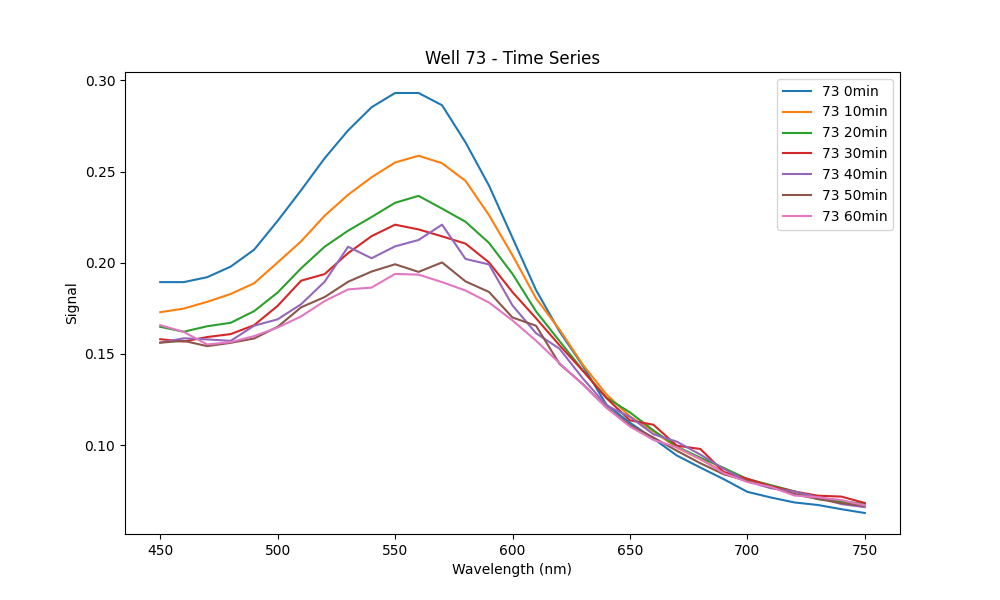 Well 73 - Time Series
0.30
0.25
0.20
0.15
0.10
Signal
450
500
550
600
650
700
750
Wavelength (nm)
73 0min
73 10min
73 20min
73 30min
73 40min
73 50min
73 60min